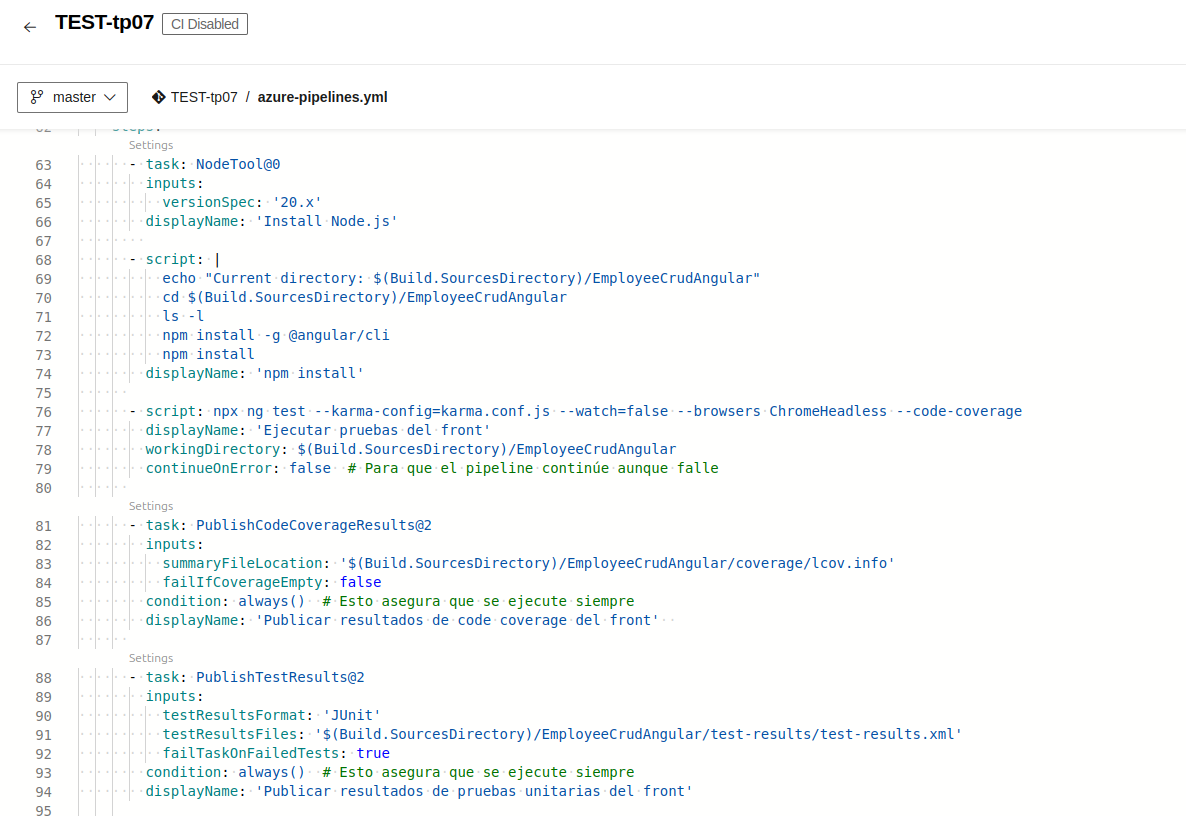 TEST-tp07 CI Disabled
master TEST-tp07 / azure-pipelines.yml
62 steps:
Settings
63 - task: NodeTool@0
64 inputs:
65 versionSpec: '20.x'
66 displayName: 'Install Node.js'
67
68 - script: |
69 echo "Current directory: $(Build.SourcesDirectory)/EmployeeCrudAngular"
70 cd $(Build.SourcesDirectory)/EmployeeCrudAngular
71 ls -l
72 npm install -g @angular/cli
73 npm install
74 displayName: 'npm install'
75
76 - script: npx ng test --karma-config=karma.conf.js --watch=false --browsers ChromeHeadless --code-coverage
77 displayName: 'Ejecutar pruebas del front'
78 workingDirectory: $(Build.SourcesDirectory)/EmployeeCrudAngular
79 continueOnError: false # Para que el pipeline continúe aunque falle
80
Settings
81 - task: PublishCodeCoverageResults@2
82 inputs:
83 summaryFileLocation: '$(Build.SourcesDirectory)/EmployeeCrudAngular/coverage/lcov.info'
84 failIfCoverageEmpty: false
85 condition: always() # Esto asegura que se ejecute siempre
86 displayName: 'Publicar resultados de code coverage del front'
87
Settings
88 - task: PublishTestResults@2
89 inputs:
90 testResultsFormat: 'JUnit'
91 testResultsFiles: '$(Build.SourcesDirectory)/EmployeeCrudAngular/test-results/test-results.xml'
92 failTaskOnFailedTests: true
93 condition: always() # Esto asegura que se ejecute siempre
94 displayName: 'Publicar resultados de pruebas unitarias del front'
95